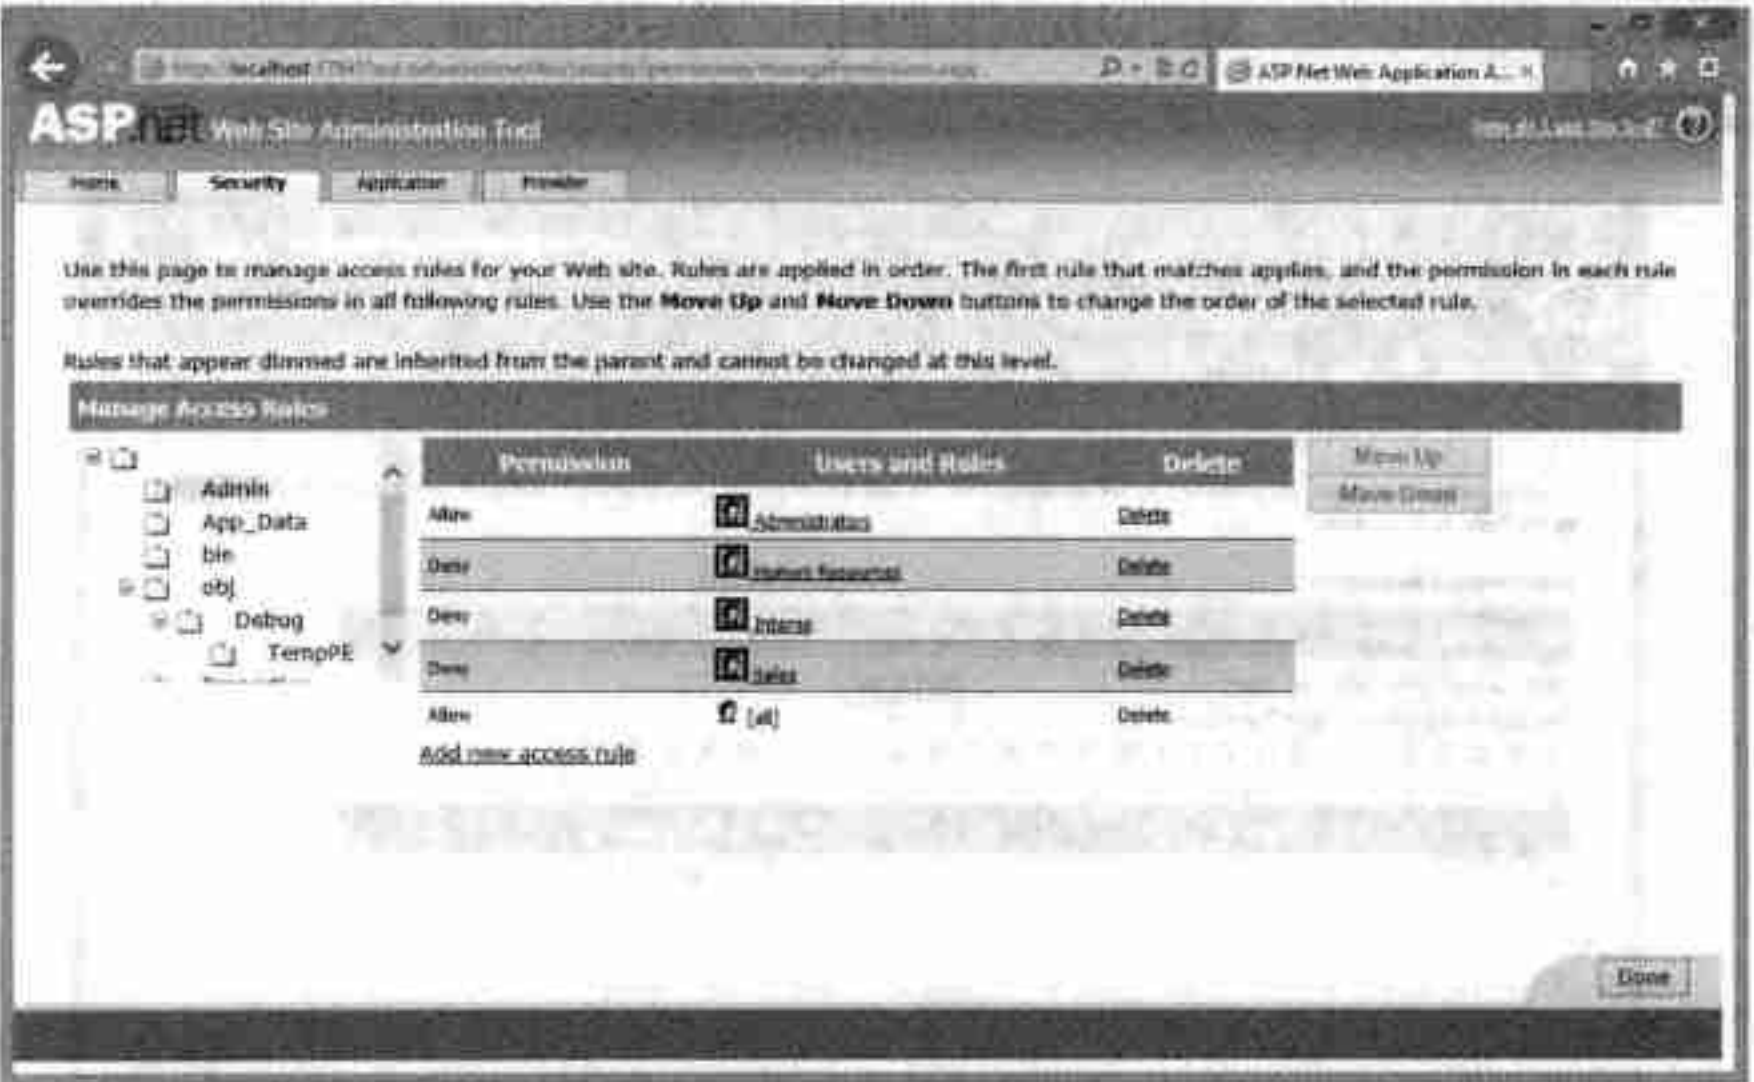 localhost
ASP.Net Web Application A...
ASP.net Web Site Administration Tool
Home Security Application Provider
Use this page to manage access rules for your Web site. Rules are applied in order. The first rule that matches applies, and the permission in each rule
overrides the permissions in all following rules. Use the Move Up and Move Down buttons to change the order of the selected rule.
Rules that appear dimmed are inherited from the parent and cannot be changed at this level.
Manage Access Rules
Permission Users and Roles Delete
Move Up
Move Down
Admin
App_Data
bin
obj
Debug
TempPE
Allow Administrators Delete
Deny Human Resources Delete
Deny Interns Delete
Deny Sales Delete
Allow [all] Delete
Add new access rule
Done